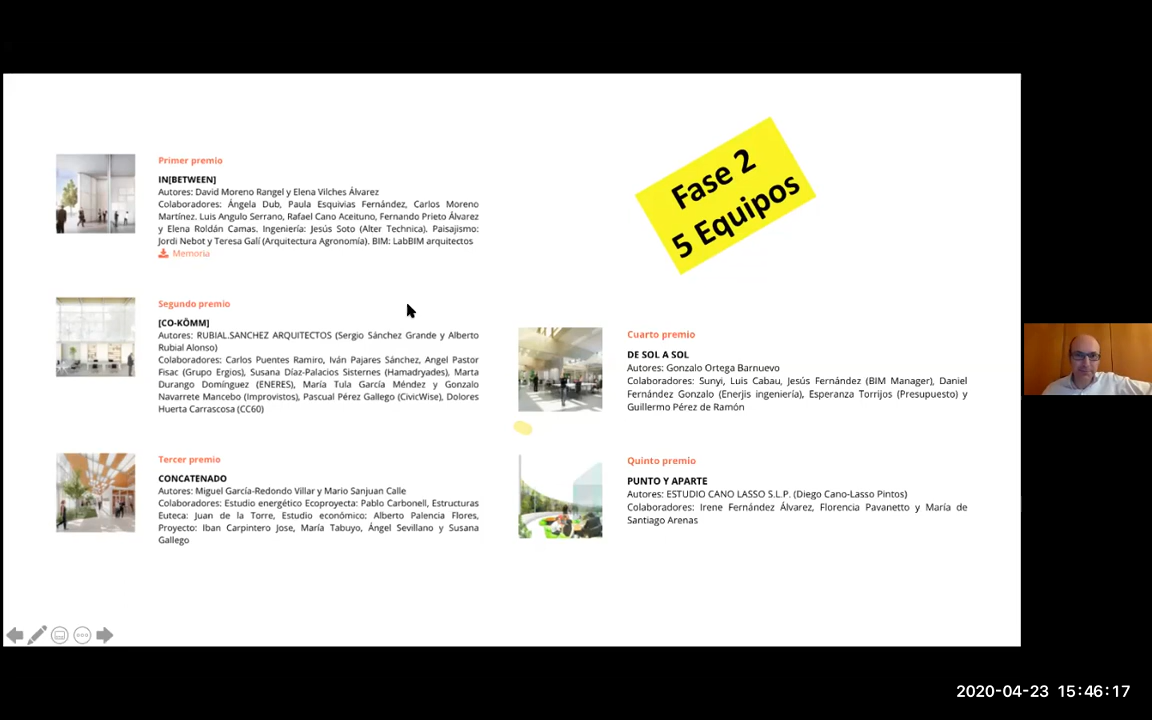 Primer premio
IN[BETWEEN]
Autores: David Moreno Rangel y Elena Vilches Álvarez
Colaboradores: Ángela Dub, Paula Esquivias Fernández, Carlos Moreno
Martínez. Luis Angulo Serrano, Rafael Cano Aceituno, Fernando Prieto Álvarez
y Elena Roldán Camas. Ingeniería: Jesús Soto (Alter Technica). Paisajismo:
Jordi Nebot y Teresa Galí (Arquitectura Agronomía). BIM: LabBIM arquitectos
Memoria
Segundo premio
[CO-KÖMM]
Autores: RUBIAL.SANCHEZ ARQUITECTOS (Sergio Sánchez Grande y Alberto
Rubial Alonso)
Colaboradores: Carlos Puentes Ramiro, Iván Pajares Sánchez, Angel Pastor
Fisac (Grupo Ergios), Susana Díaz-Palacios Sisternes (Hamadryades), Marta
Durango Domínguez (ENERES), María Tula García Méndez y Gonzalo
Navarrete Mancebo (Improvistos), Pascual Pérez Gallego (CivicWise), Dolores
Huerta Carrascosa (CC60)
Tercer premio
CONCATENADO
Autores: Miguel García-Redondo Villar y Mario Sanjuan Calle
Colaboradores: Estudio energético Ecoproyecta: Pablo Carbonell, Estructuras
Euteca: Juan de la Torre, Estudio económico: Alberto Palencia Flores,
Proyecto: Iban Carpintero Jose, María Tabuyo, Ángel Sevillano y Susana
Gallego
Fase 2
5 Equipos
Cuarto premio
DE SOL A SOL
Autores: Gonzalo Ortega Barnuevo
Colaboradores: Sunyi, Luis Cabau, Jesús Fernández (BIM Manager), Daniel
Fernández Gonzalo (Enerjis ingeniería), Esperanza Torrijos (Presupuesto) y
Guillermo Pérez de Ramón
Quinto premio
PUNTO Y APARTE
Autores: ESTUDIO CANO LASSO S.L.P. (Diego Cano-Lasso Pintos)
Colaboradores: Irene Fernández Álvarez, Florencia Pavanetto y María de
Santiago Arenas
2020-04-23 15:46:17